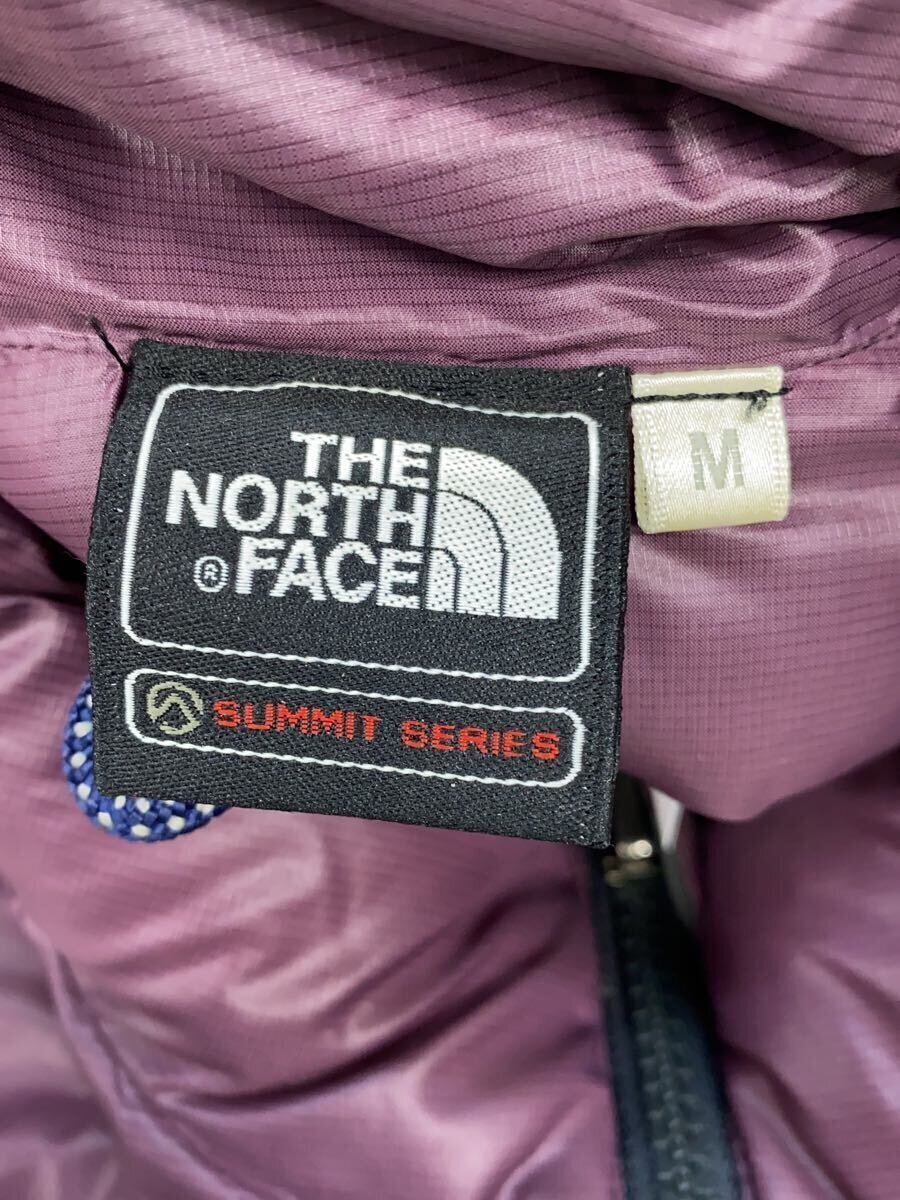 THE
NORTH
®FACE
SUMMIT SERIES
M